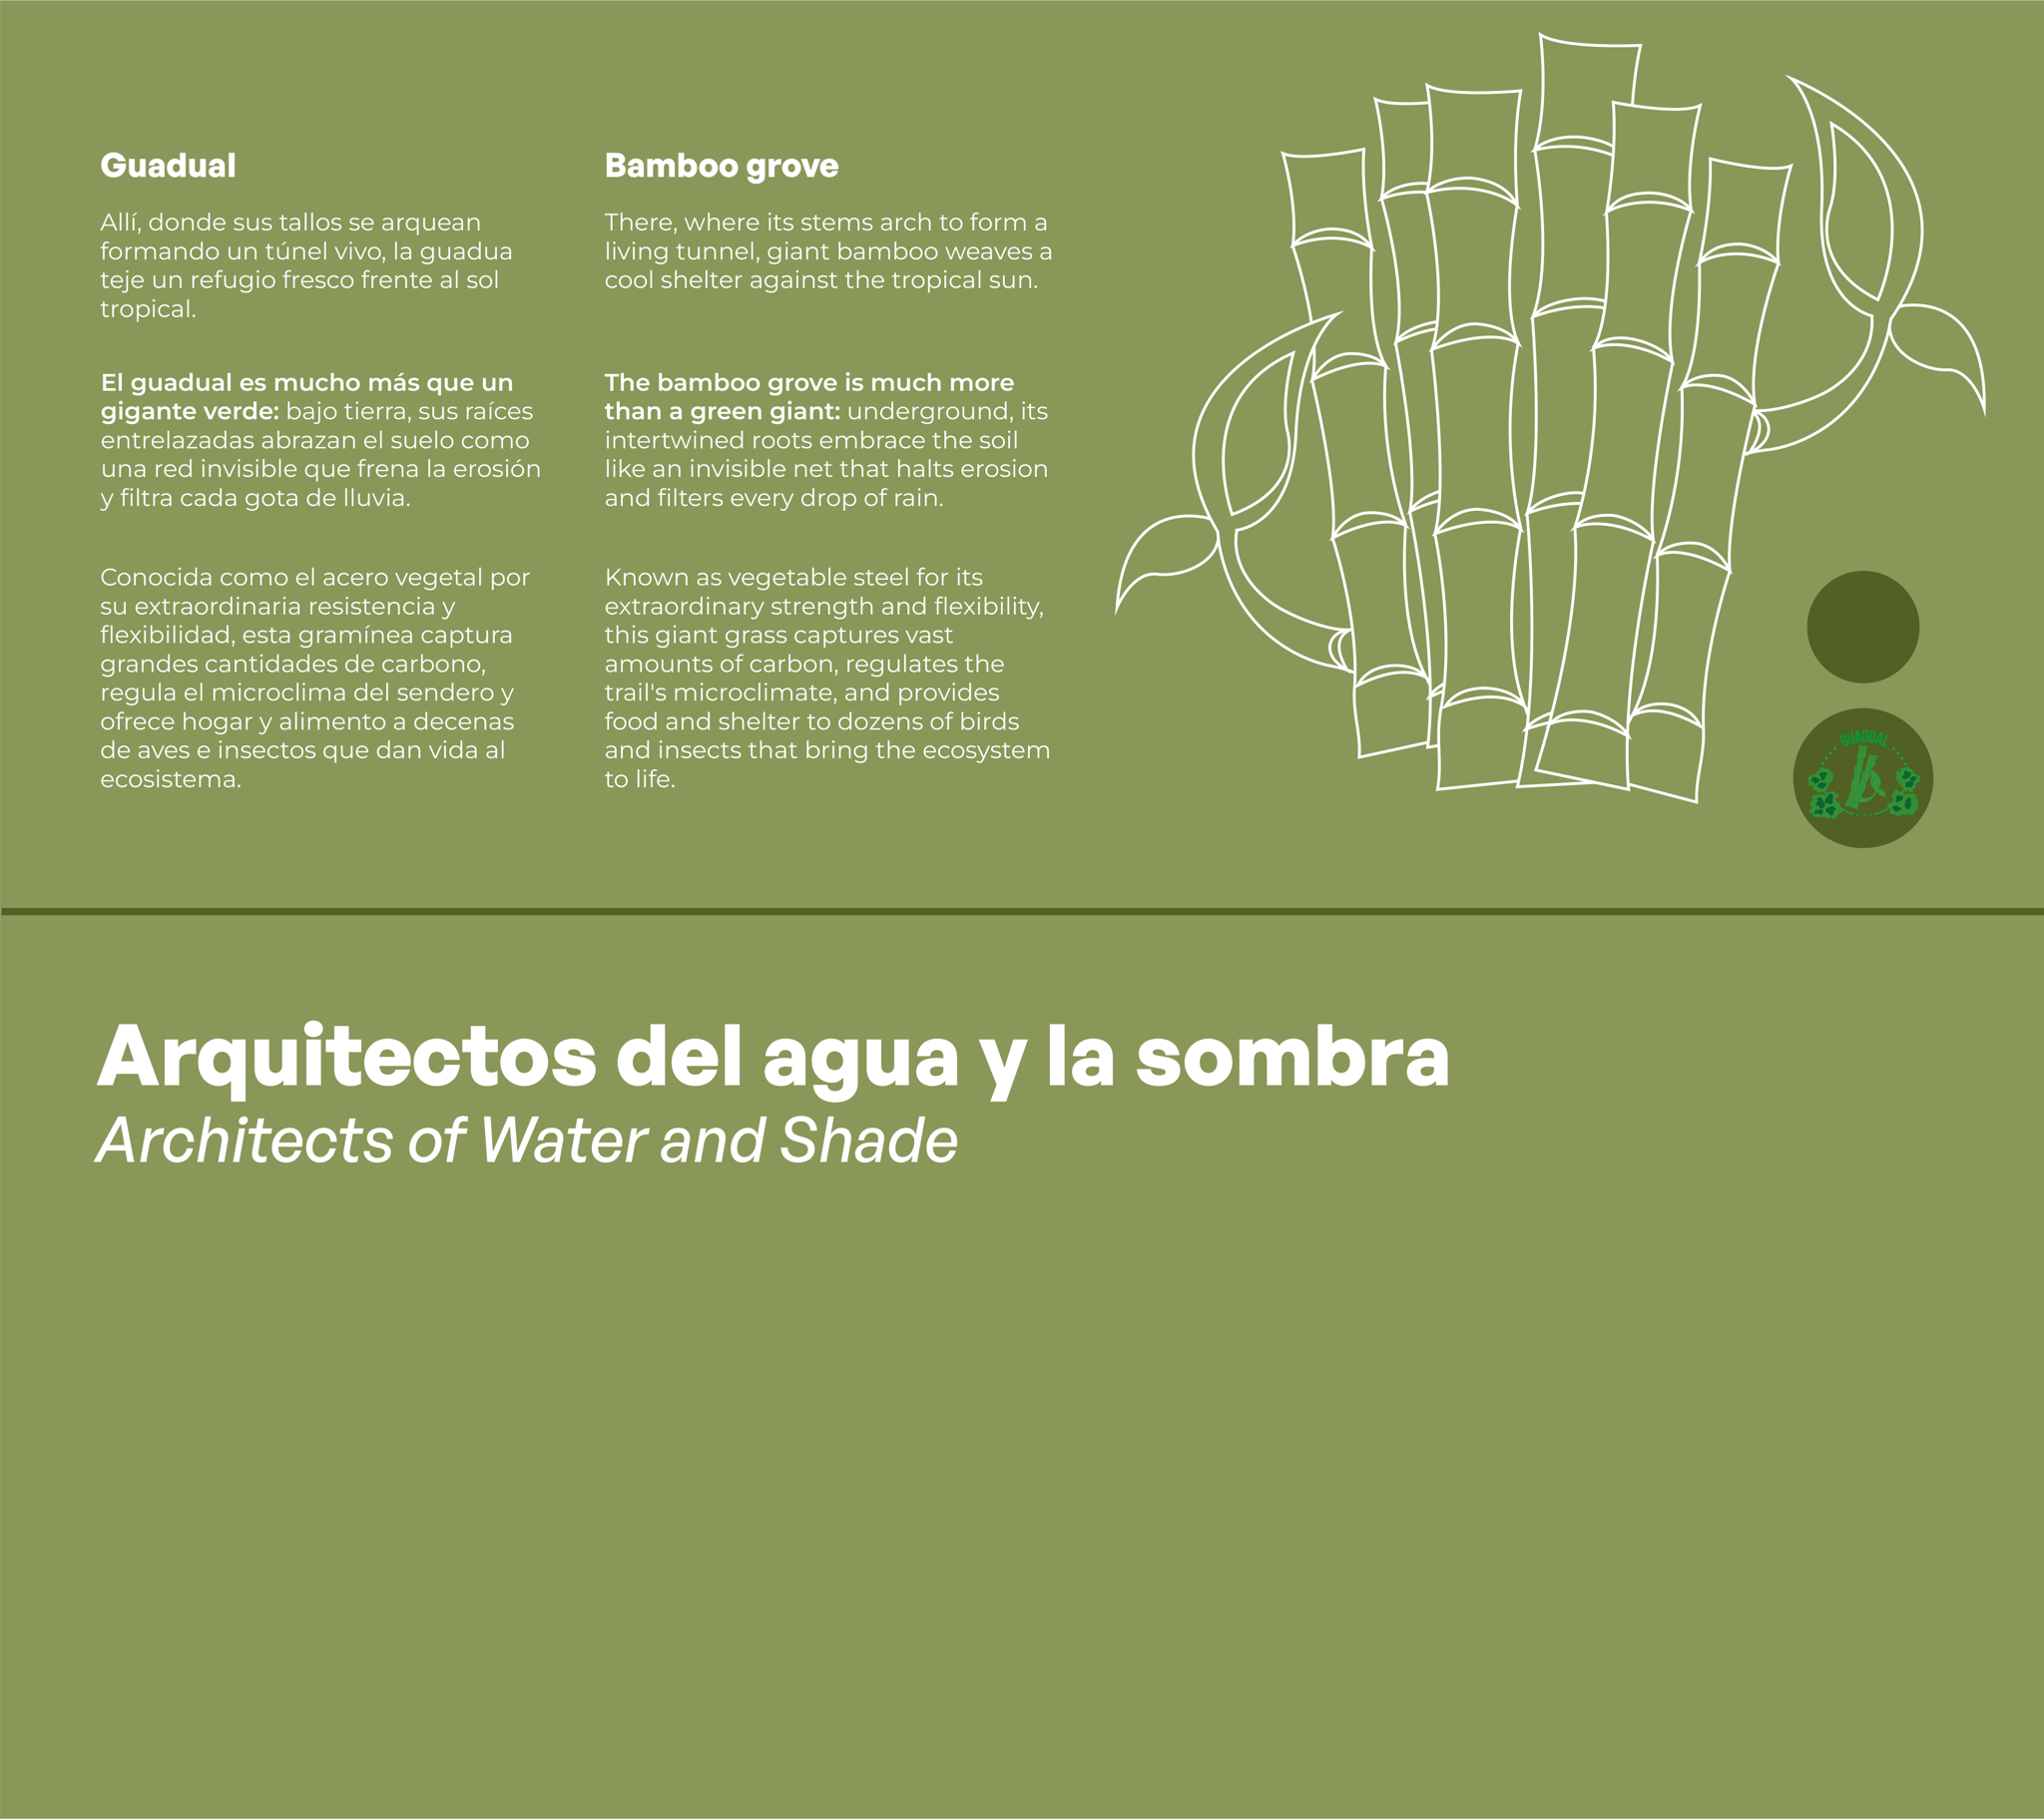 Guadual
Allí, donde sus tallos se arquean
formando un túnel vivo, la guadua
teje un refugio fresco frente al sol
tropical.
El guadual es mucho más que un
gigante verde: bajo tierra, sus raíces
entrelazadas abrazan el suelo como
una red invisible que frena la erosión
y filtra cada gota de lluvia.
Conocida como el acero vegetal por
su extraordinaria resistencia y
flexibilidad, esta gramínea captura
grandes cantidades de carbono,
regula el microclima del sendero y
ofrece hogar y alimento a decenas
de aves e insectos que dan vida al
ecosistema.
Bamboo grove
There, where its stems arch to form a
living tunnel, giant bamboo weaves a
cool shelter against the tropical sun.
The bamboo grove is much more
than a green giant: underground, its
intertwined roots embrace the soil
like an invisible net that halts erosion
and filters every drop of rain.
Known as vegetable steel for its
extraordinary strength and flexibility,
this giant grass captures vast
amounts of carbon, regulates the
trail's microclimate, and provides
food and shelter to dozens of birds
and insects that bring the ecosystem
to life.
GUADUAL
Arquitectos del agua y la sombra
Architects of Water and Shade